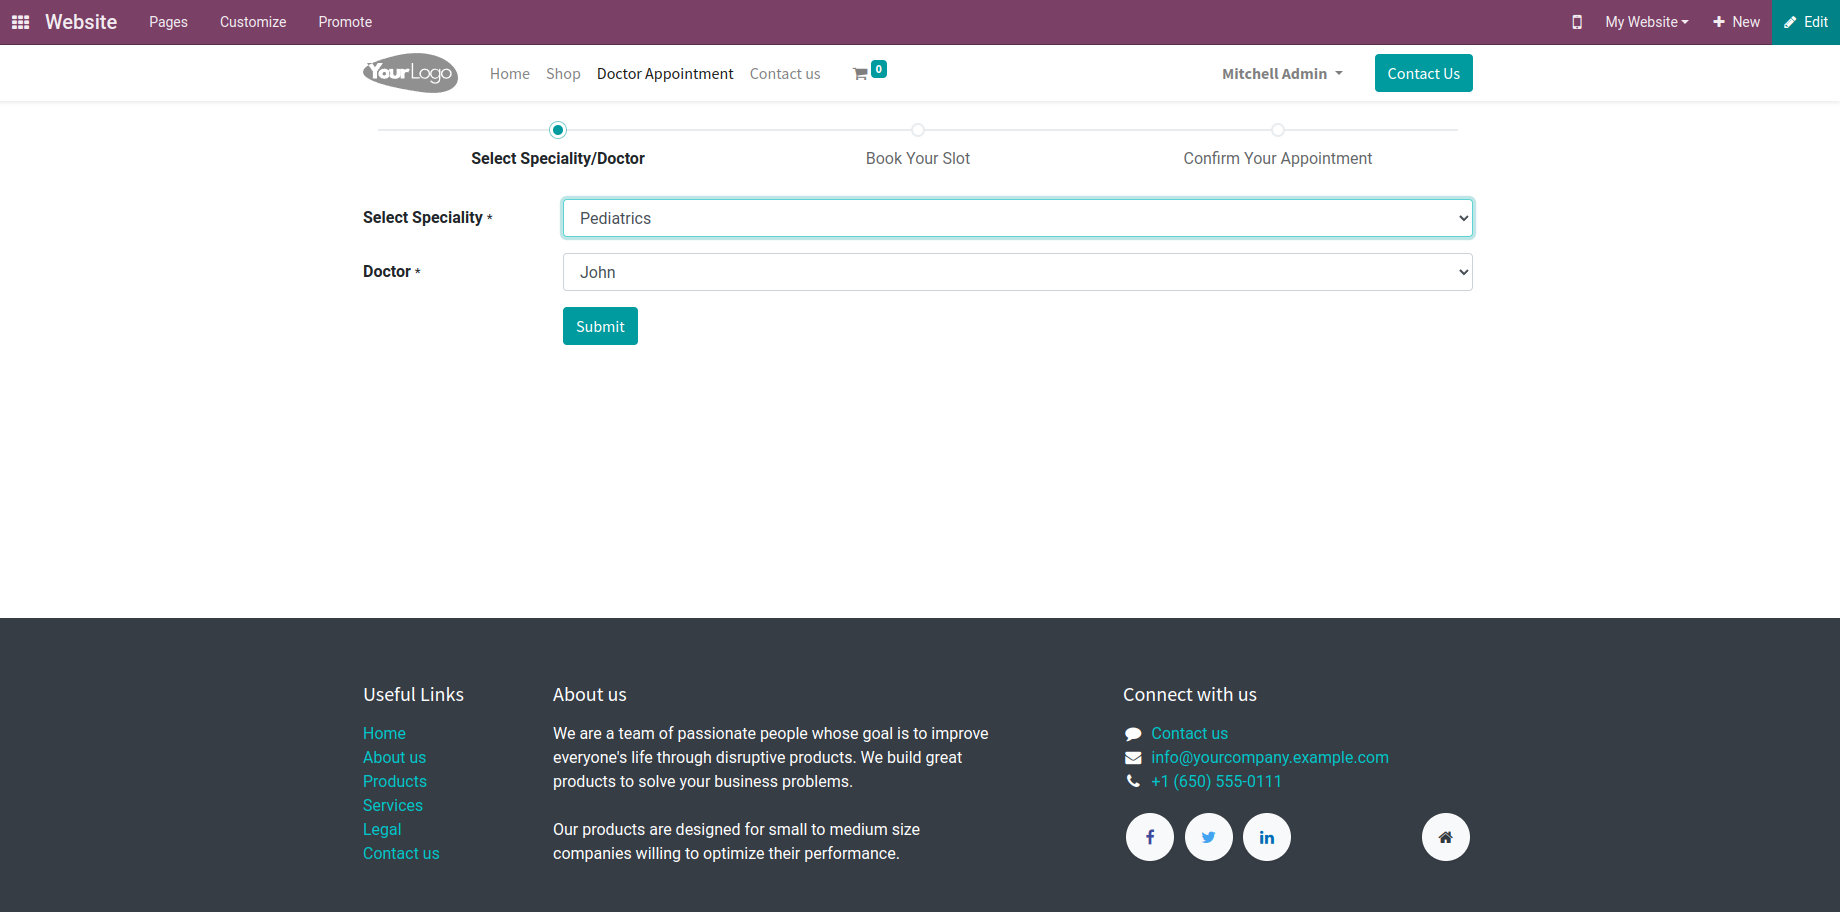 Website Pages Customize Promote My Website New Edit
YourLogo Home Shop Doctor Appointment Contact us 0 Mitchell Admin Contact Us
Select Speciality/Doctor Book Your Slot Confirm Your Appointment
Select Speciality * Pediatrics
Doctor * John
Submit
Useful Links
Home
About us
Products
Services
Legal
Contact us
About us
We are a team of passionate people whose goal is to improve
everyone's life through disruptive products. We build great
products to solve your business problems.
Our products are designed for small to medium size
companies willing to optimize their performance.
Connect with us
Contact us
info@yourcompany.example.com
+1 (650) 555-0111